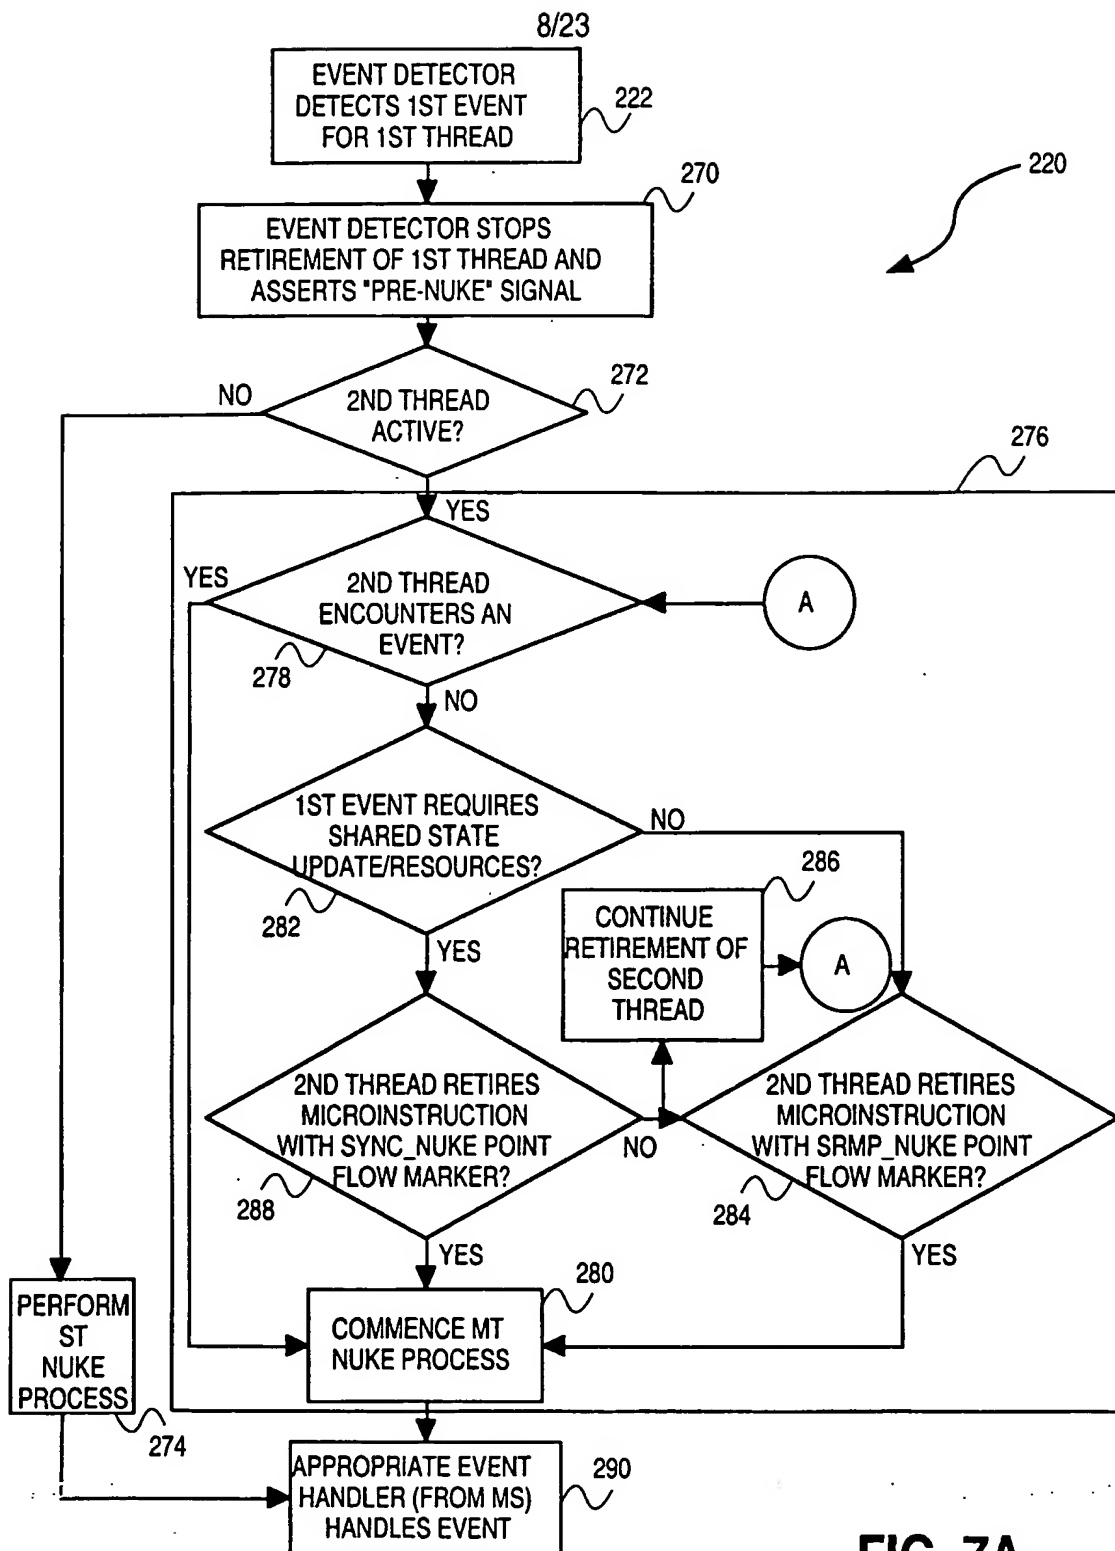 8/23
EVENT DETECTOR
DETECTS 1ST EVENT
FOR 1ST THREAD
222
220
270
EVENT DETECTOR STOPS
RETIREMENT OF 1ST THREAD AND
ASSERTS "PRE-NUKE" SIGNAL
272
NO
2ND THREAD
ACTIVE?
276
YES
YES
2ND THREAD
ENCOUNTERS AN
EVENT?
A
278
NO
1ST EVENT REQUIRES
SHARED STATE
UPDATE/RESOURCES?
NO
282
YES
286
CONTINUE
RETIREMENT OF
SECOND
THREAD
A
2ND THREAD RETIRES
MICROINSTRUCTION
WITH SYNC_NUKE POINT
FLOW MARKER?
NO
288
2ND THREAD RETIRES
MICROINSTRUCTION
WITH SRMP_NUKE POINT
FLOW MARKER?
284
YES
YES
280
COMMENCE MT
NUKE PROCESS
PERFORM
ST
NUKE
PROCESS
274
APPROPRIATE EVENT
HANDLER (FROM MS)
HANDLES EVENT
290
FIG. 7A